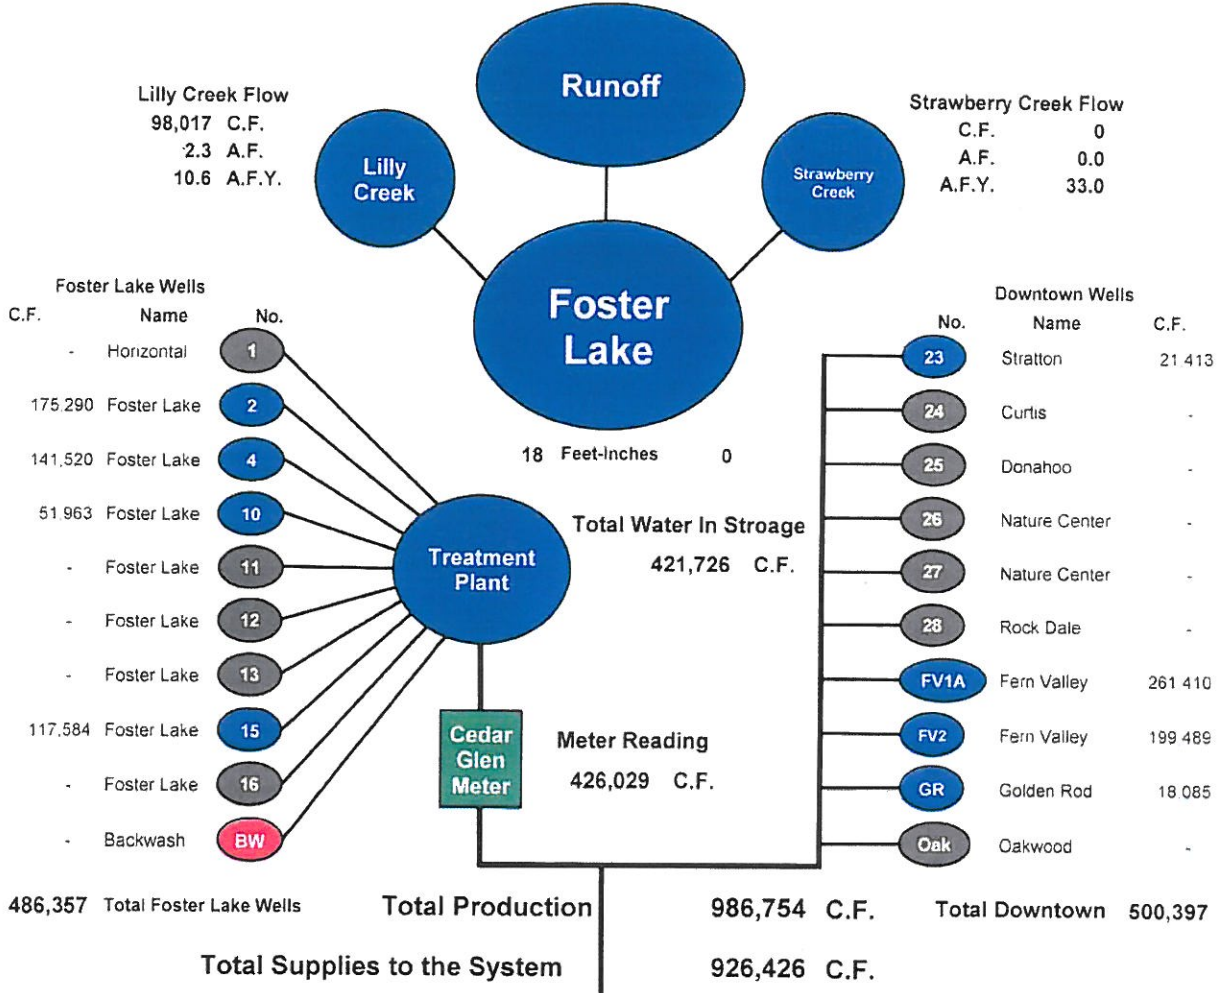 Runoff
Lilly Creek Flow
98,017 C.F.
2.3 A.F.
10.6 A.F.Y.
Lilly
Creek
Strawberry
Creek
Strawberry Creek Flow
C.F. 0
A.F. 0.0
A.F.Y. 33.0
Foster
Lake
18 Feet-Inches 0
Foster Lake Wells
C.F. Name No.
- Horizontal 1
175.290 Foster Lake 2
141,520 Foster Lake 4
51.963 Foster Lake 10
- Foster Lake 11
- Foster Lake 12
- Foster Lake 13
117,584 Foster Lake 15
- Foster Lake 16
- Backwash BW
486,357 Total Foster Lake Wells
Treatment
Plant
Total Water In Stroage
421,726 C.F.
Cedar
Glen
Meter
Meter Reading
426,029 C.F.
Downtown Wells
No. Name C.F.
23 Stratton 21 413
24 Curtis -
25 Donahoo -
26 Nature Center -
27 Nature Center -
28 Rock Dale -
FV1A Fern Valley 261 410
FV2 Fern Valley 199 489
GR Golden Rod 18 085
Oak Oakwood -
Total Production 986,754 C.F.
Total Downtown 500,397
Total Supplies to the System 926,426 C.F.